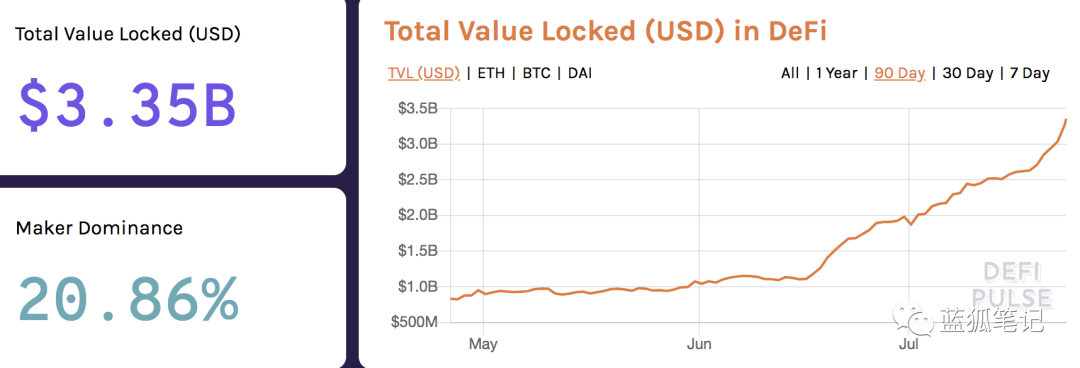 Total Value Locked (USD)
$3.35B
Maker Dominance
20.86%
Total Value Locked (USD) in DeFi
TVL (USD) | ETH | BTC | DAI
All | 1 Year | 90 Day | 30 Day | 7 Day
$3.5B
$3.0B
$2.5B
$2.0B
$1.5B
$1.0B
$500M
May
Jun
Jul
DEFI
PULSE
蓝狐笔记